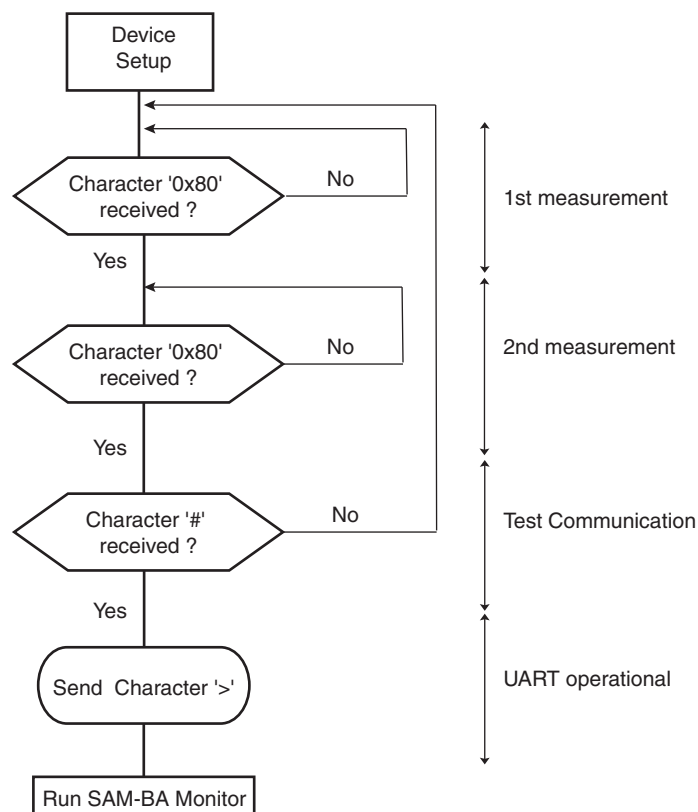 Device
Setup
Character '0x80'
received ?
No
1st measurement
Yes
Character '0x80'
received ?
No
2nd measurement
Yes
Character '#'
received ?
No
Test Communication
Yes
Send Character '>'
UART operational
Run SAM-BA Monitor